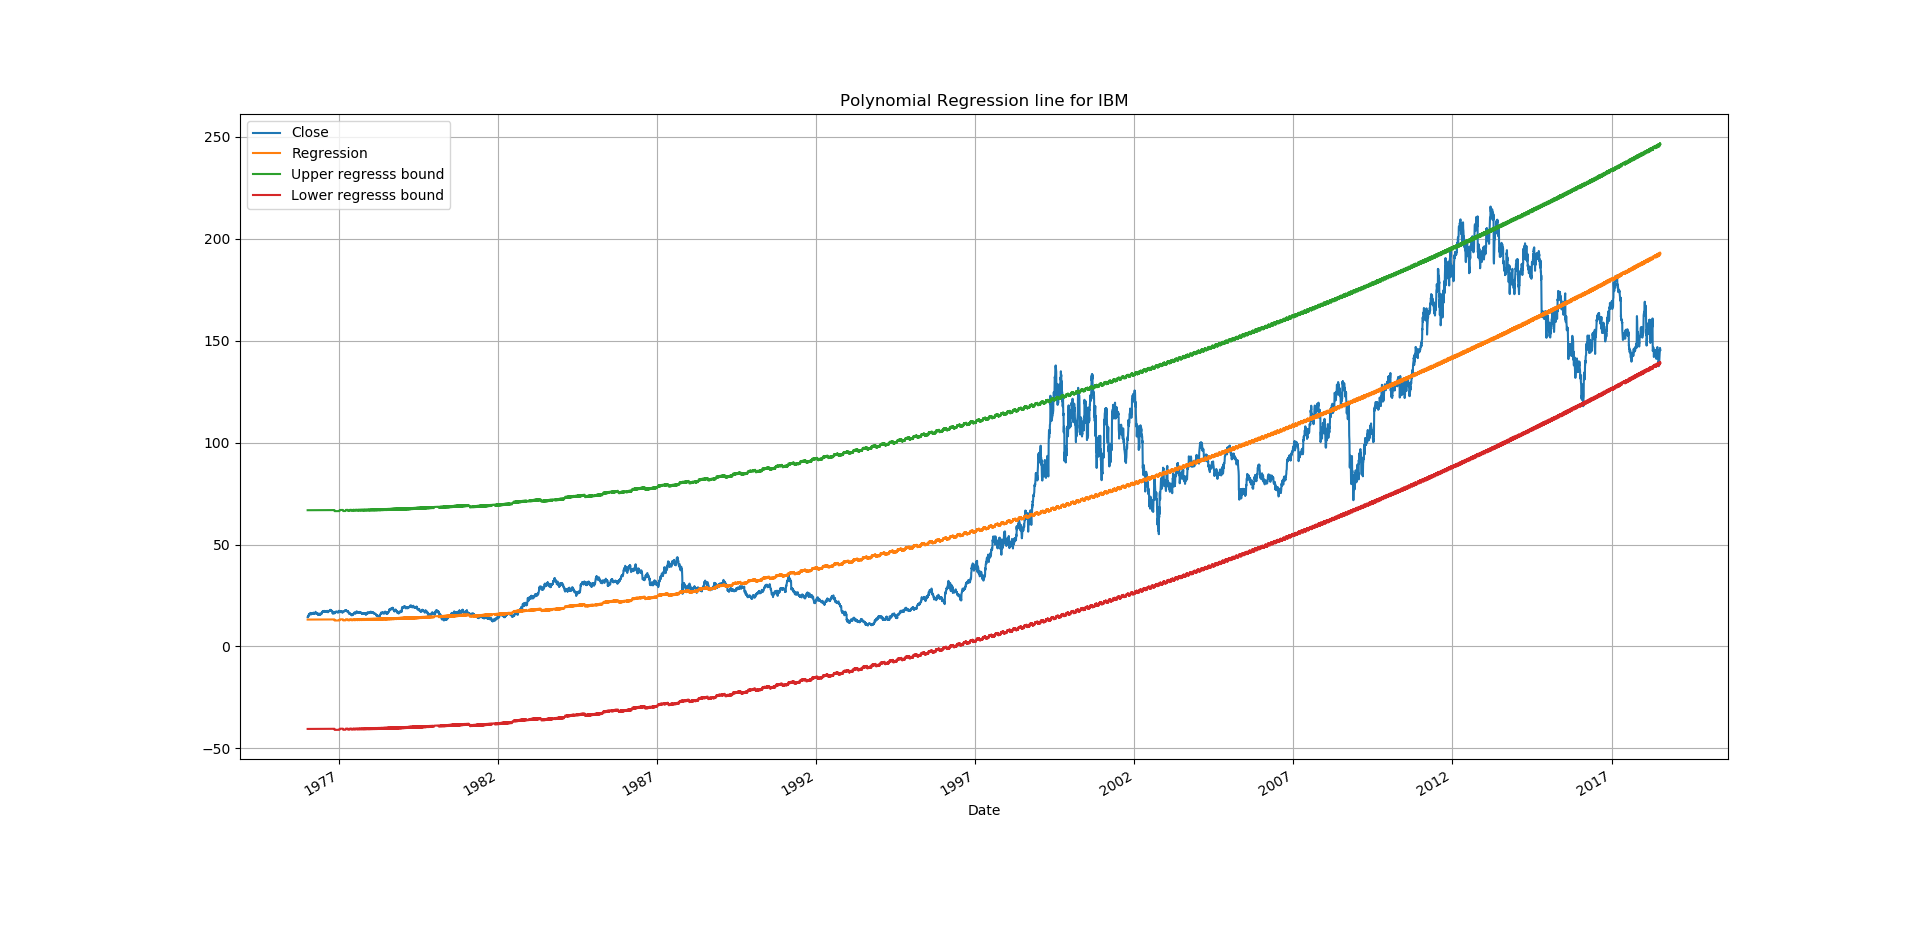 Polynomial Regression line for IBM
Close
Regression
Upper regresss bound
Lower regresss bound
250
200
150
100
50
0
−50
1977
1982
1987
1992
1997
2002
2007
2012
2017
Date